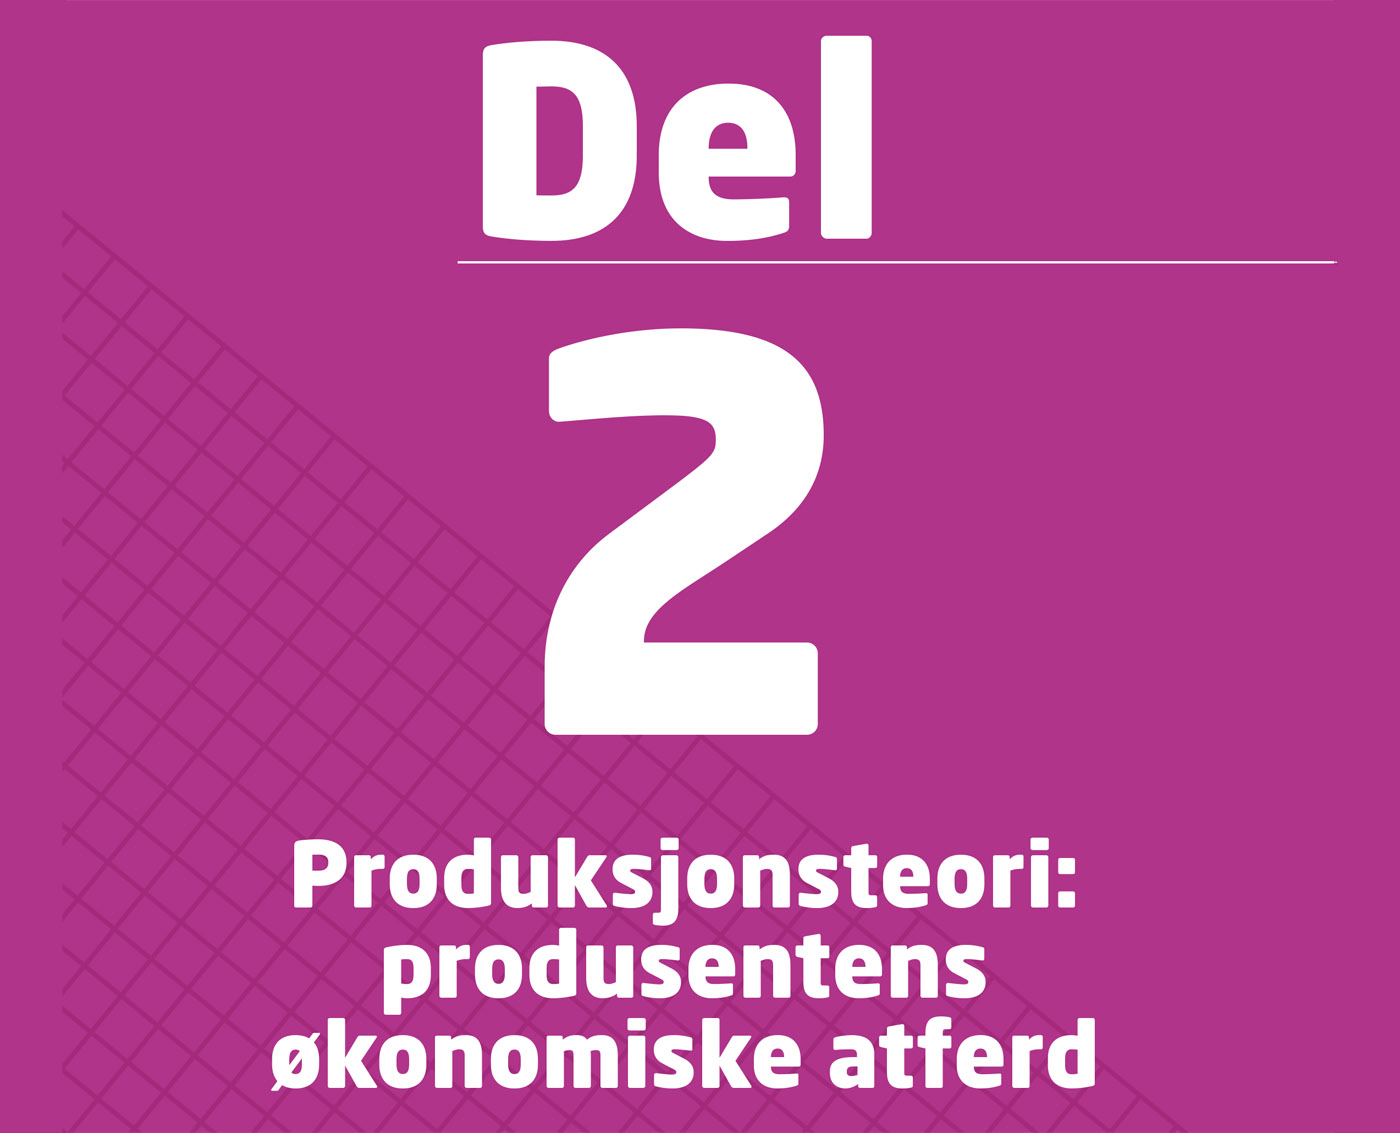 Del
2
Produksjonsteori:
produsentens
økonomiske atferd